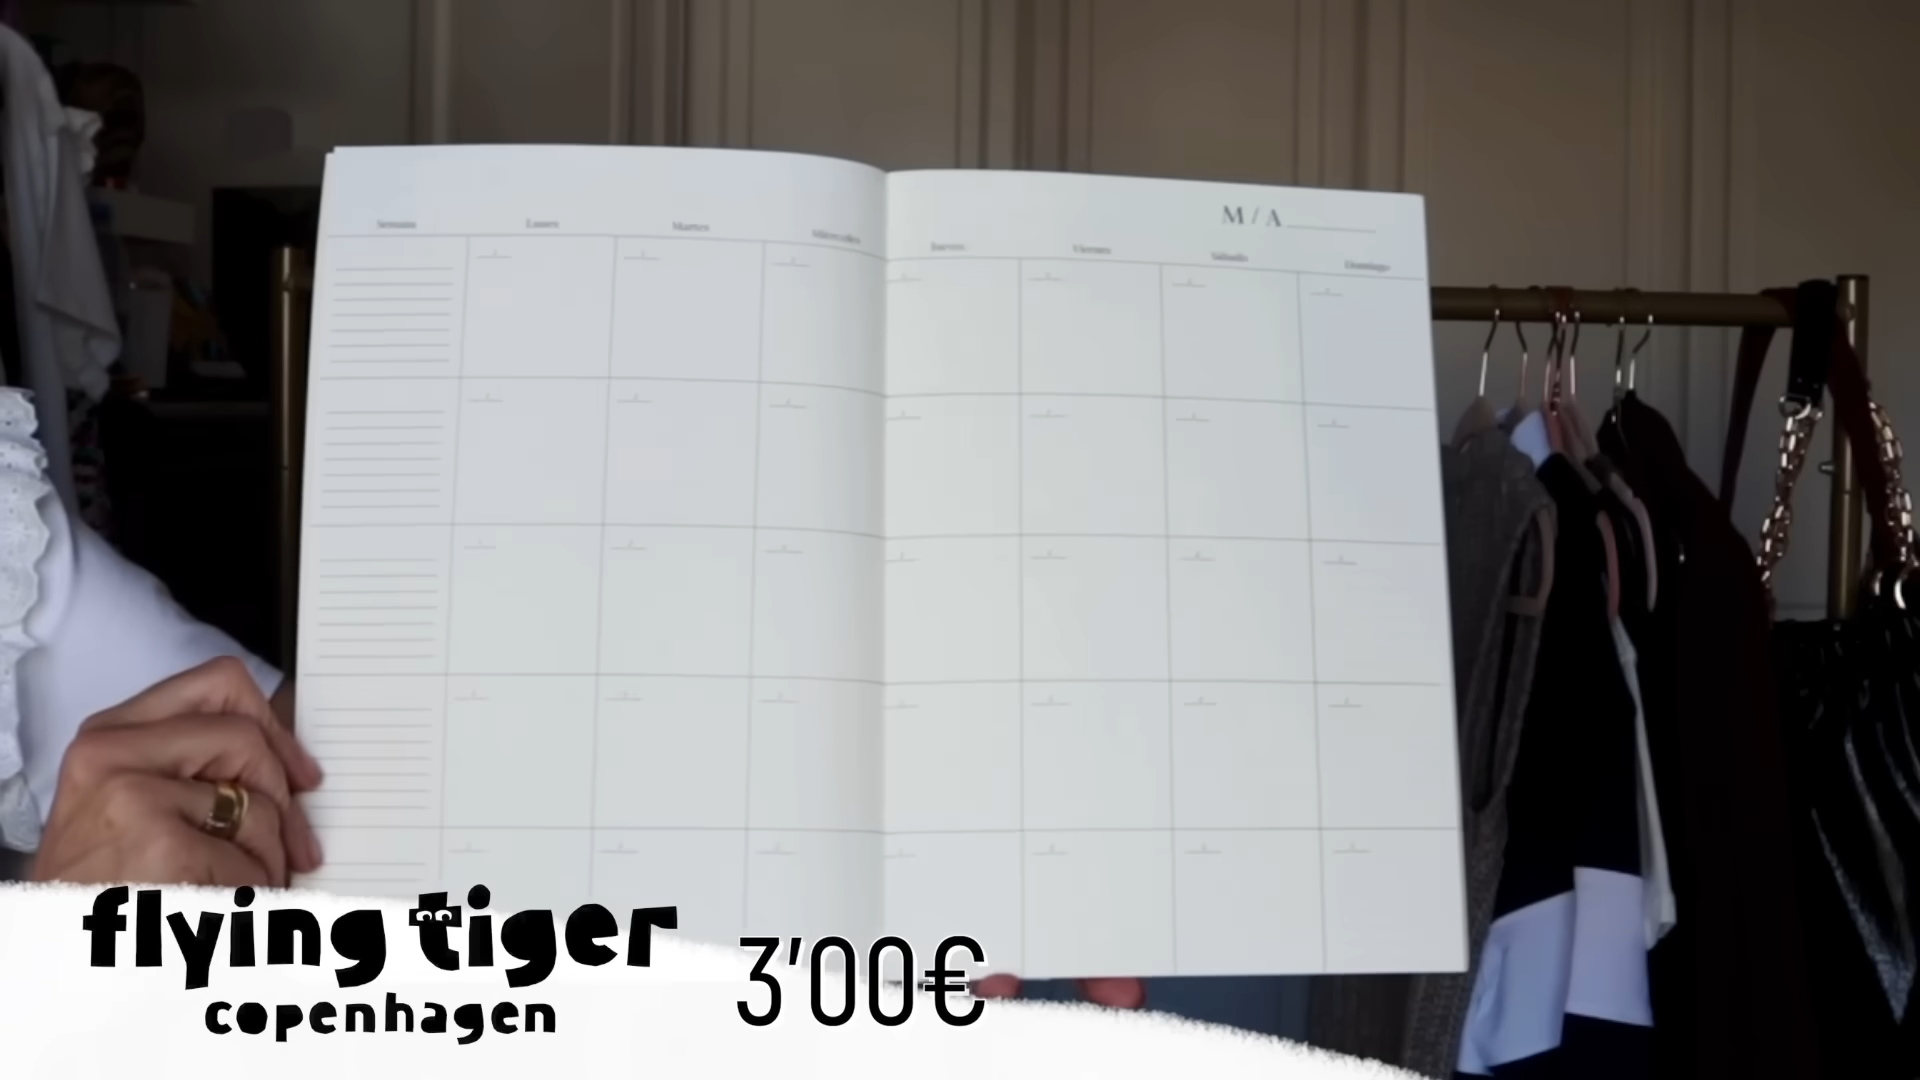 M / A
Semana Lunes Martes Miércoles Jueves Viernes Sábado Domingo
flying tiger
copenhagen
3'00€